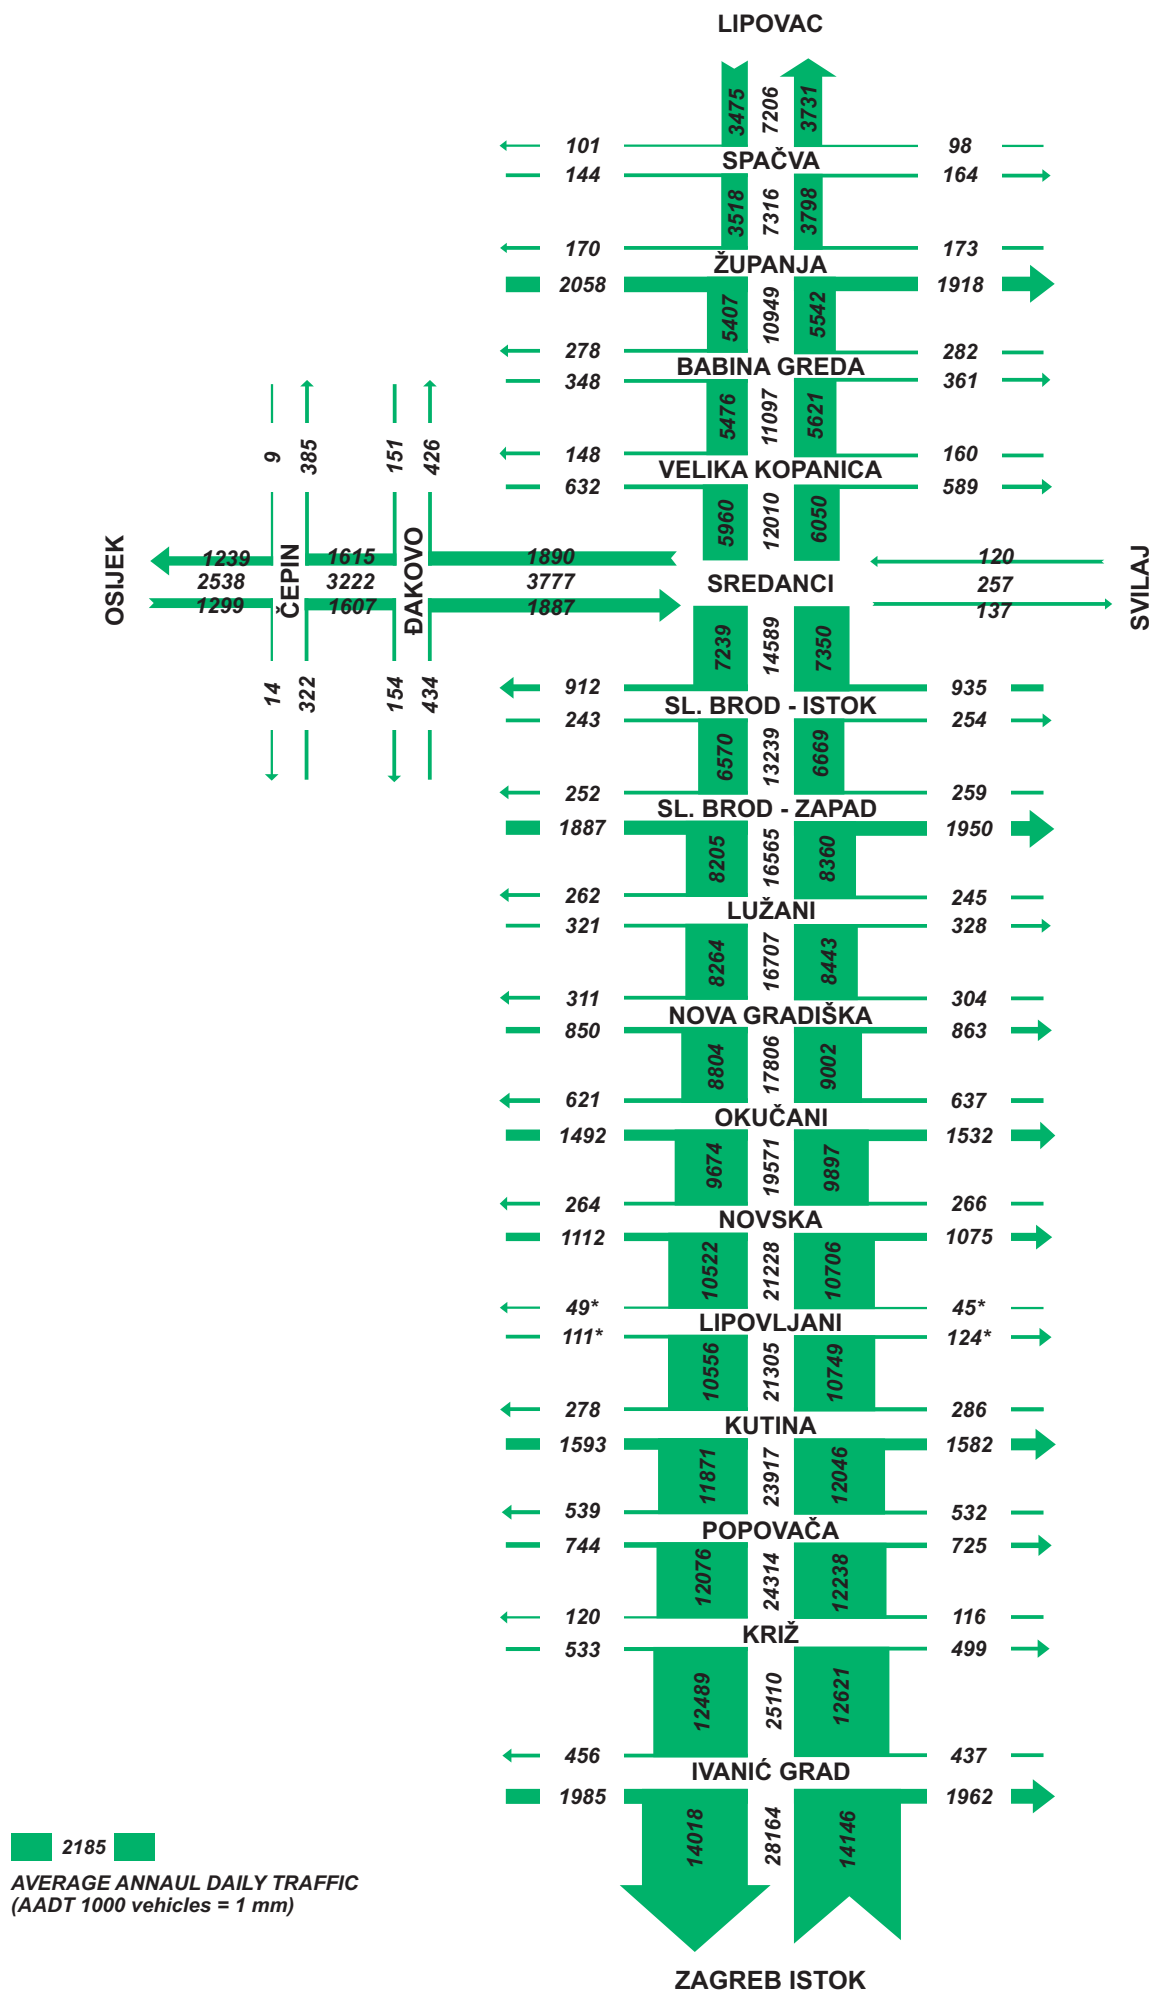 LIPOVAC
3475 7206 3731
101 98
SPAČVA
144 164
3518 7316 3798
170 173
ŽUPANJA
2058 1918
5407 10949 5542
278 282
BABINA GREDA
348 361
5476 11097 5621
148 160
VELIKA KOPANICA
632 589
5960 12010 6050
9 385 151 426
OSIJEK
1239 1615 1890
2538 3222 3777
1299 1607 1887
ČEPIN
ĐAKOVO
SREDANCI
120
257
137
SVILAJ
14 322 154 434
7239 14589 7350
912 935
SL. BROD - ISTOK
243 254
6570 13239 6669
252 259
SL. BROD - ZAPAD
1887 1950
8205 16565 8360
262 245
LUŽANI
321 328
8264 16707 8443
311 304
NOVA GRADIŠKA
850 863
8804 17806 9002
621 637
OKUČANI
1492 1532
9674 19571 9897
264 266
NOVSKA
1112 1075
10522 21228 10706
49* 45*
LIPOVLJANI
111* 124*
10556 21305 10749
278 286
KUTINA
1593 1582
11871 23917 12046
539 532
POPOVAČA
744 725
12076 24314 12238
120 116
KRIŽ
533 499
12489 25110 12621
456 437
IVANIĆ GRAD
1985 1962
14018 28164 14146
2185
AVERAGE ANNAUL DAILY TRAFFIC
(AADT 1000 vehicles = 1 mm)
ZAGREB ISTOK